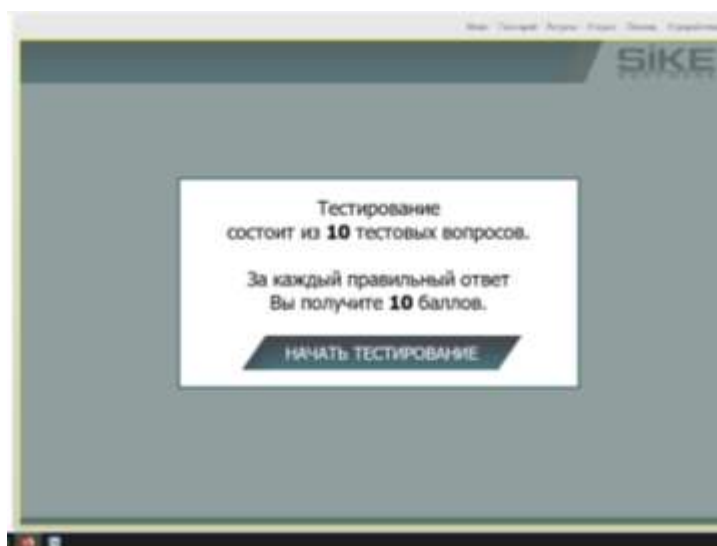 SIKE
Тестирование
состоит из 10 тестовых вопросов.
За каждый правильный ответ
Вы получите 10 баллов.
НАЧАТЬ ТЕСТИРОВАНИЕ